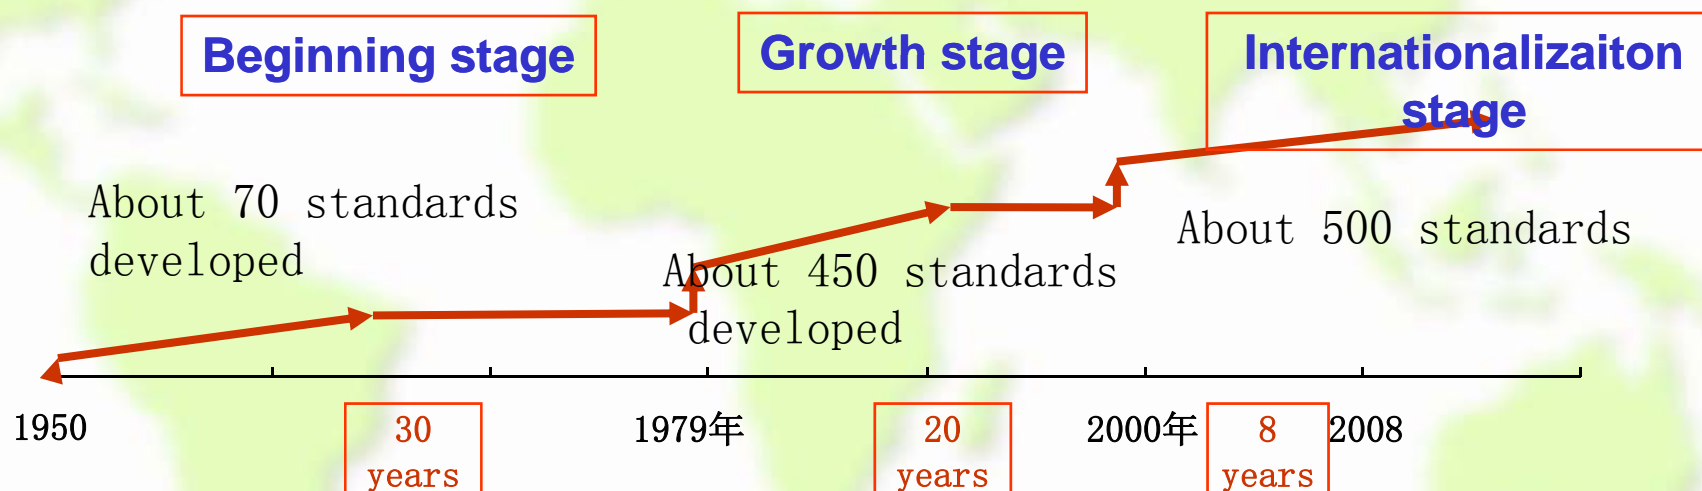 Beginning stage
Growth stage
Internationalizaiton
stage
About 70 standards
developed
About 450 standards
developed
About 500 standards
1950
30
years
1979年
20
years
2000年
8
years
2008